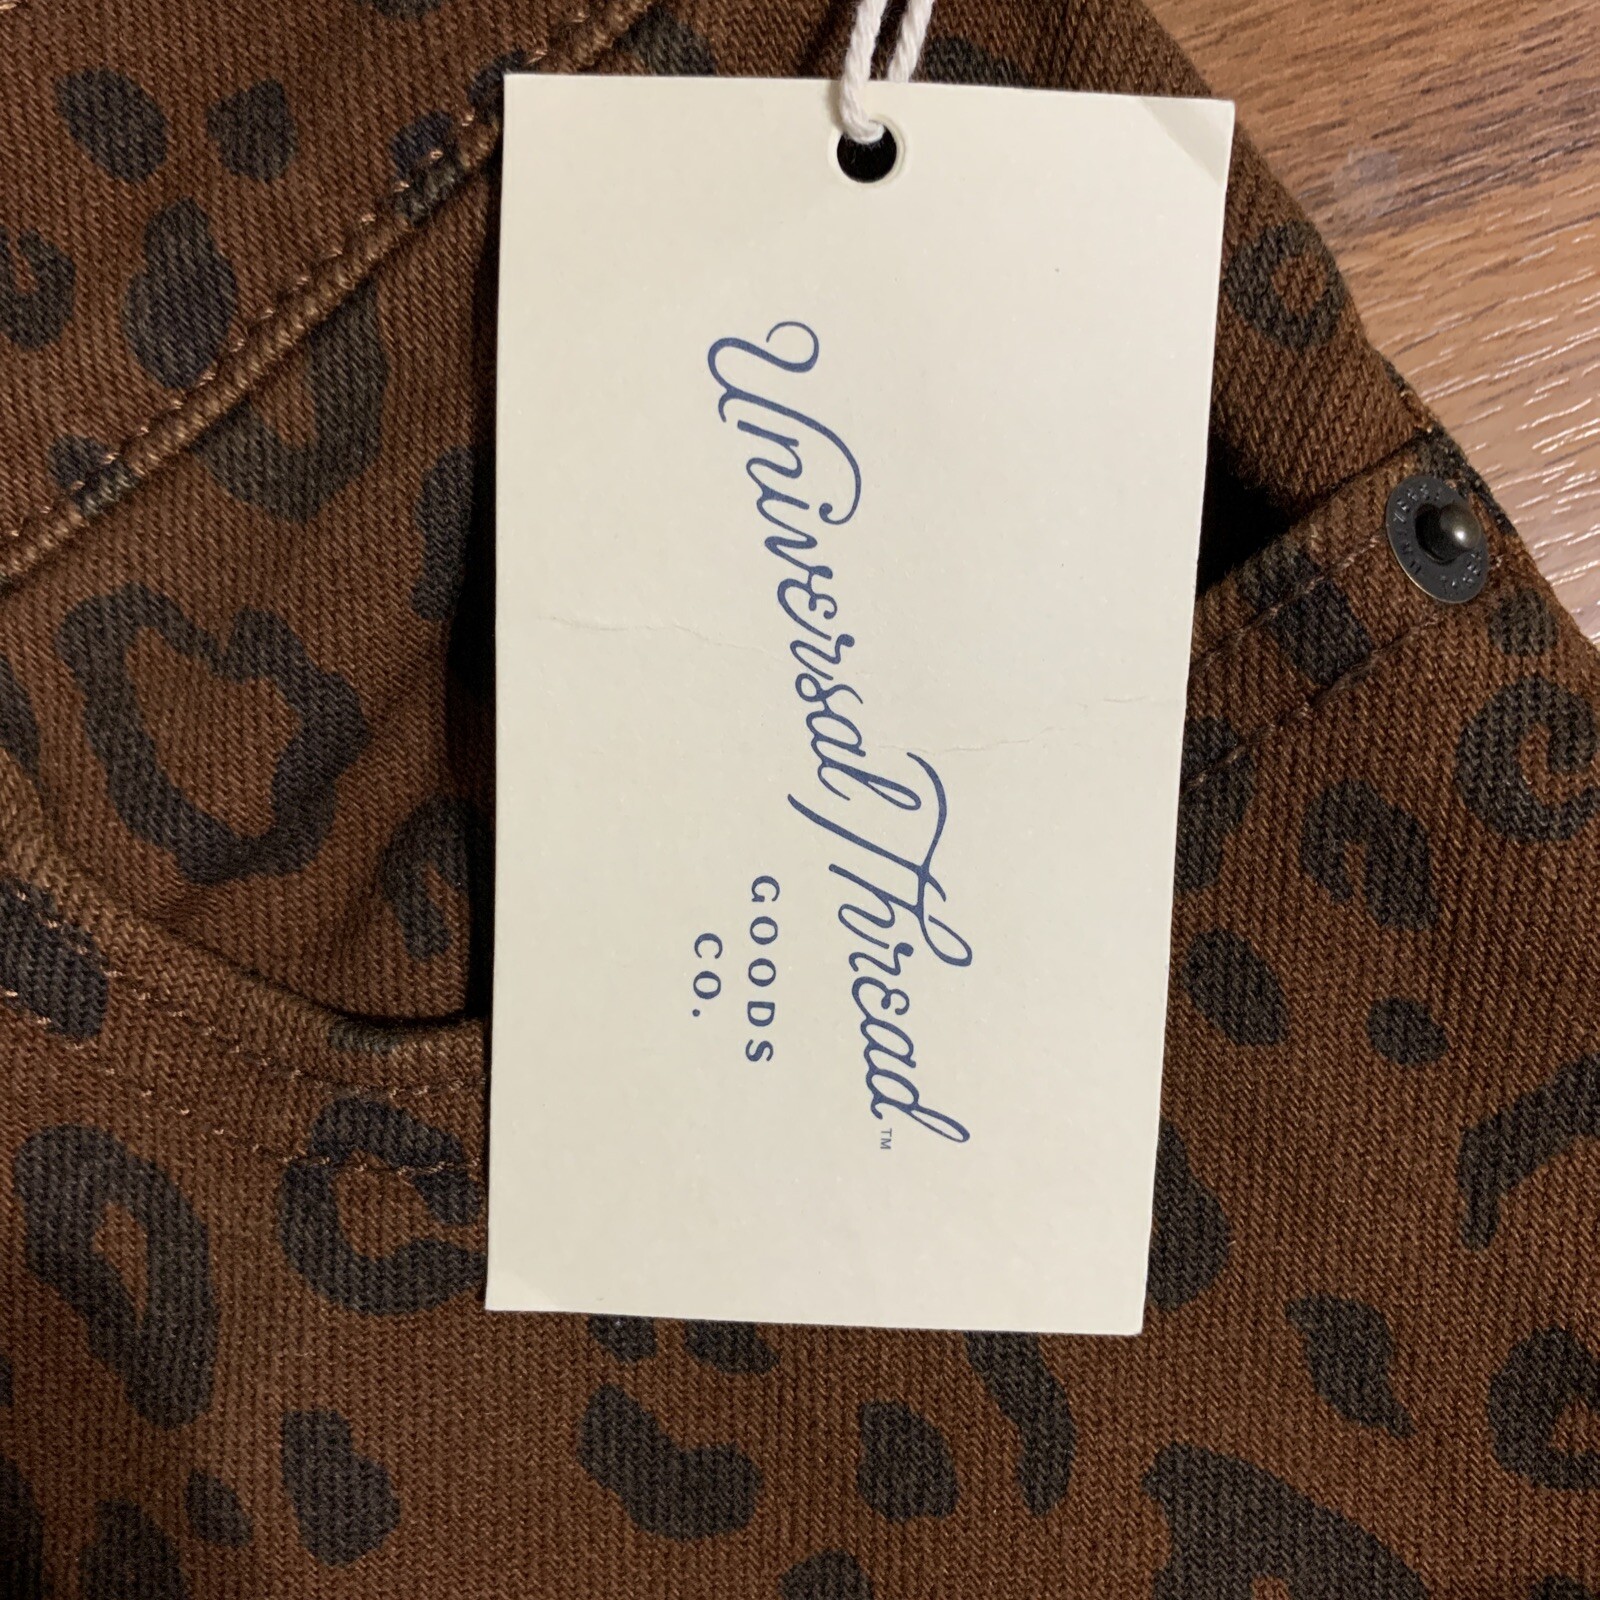 Universal Thread™
GOODS
CO.